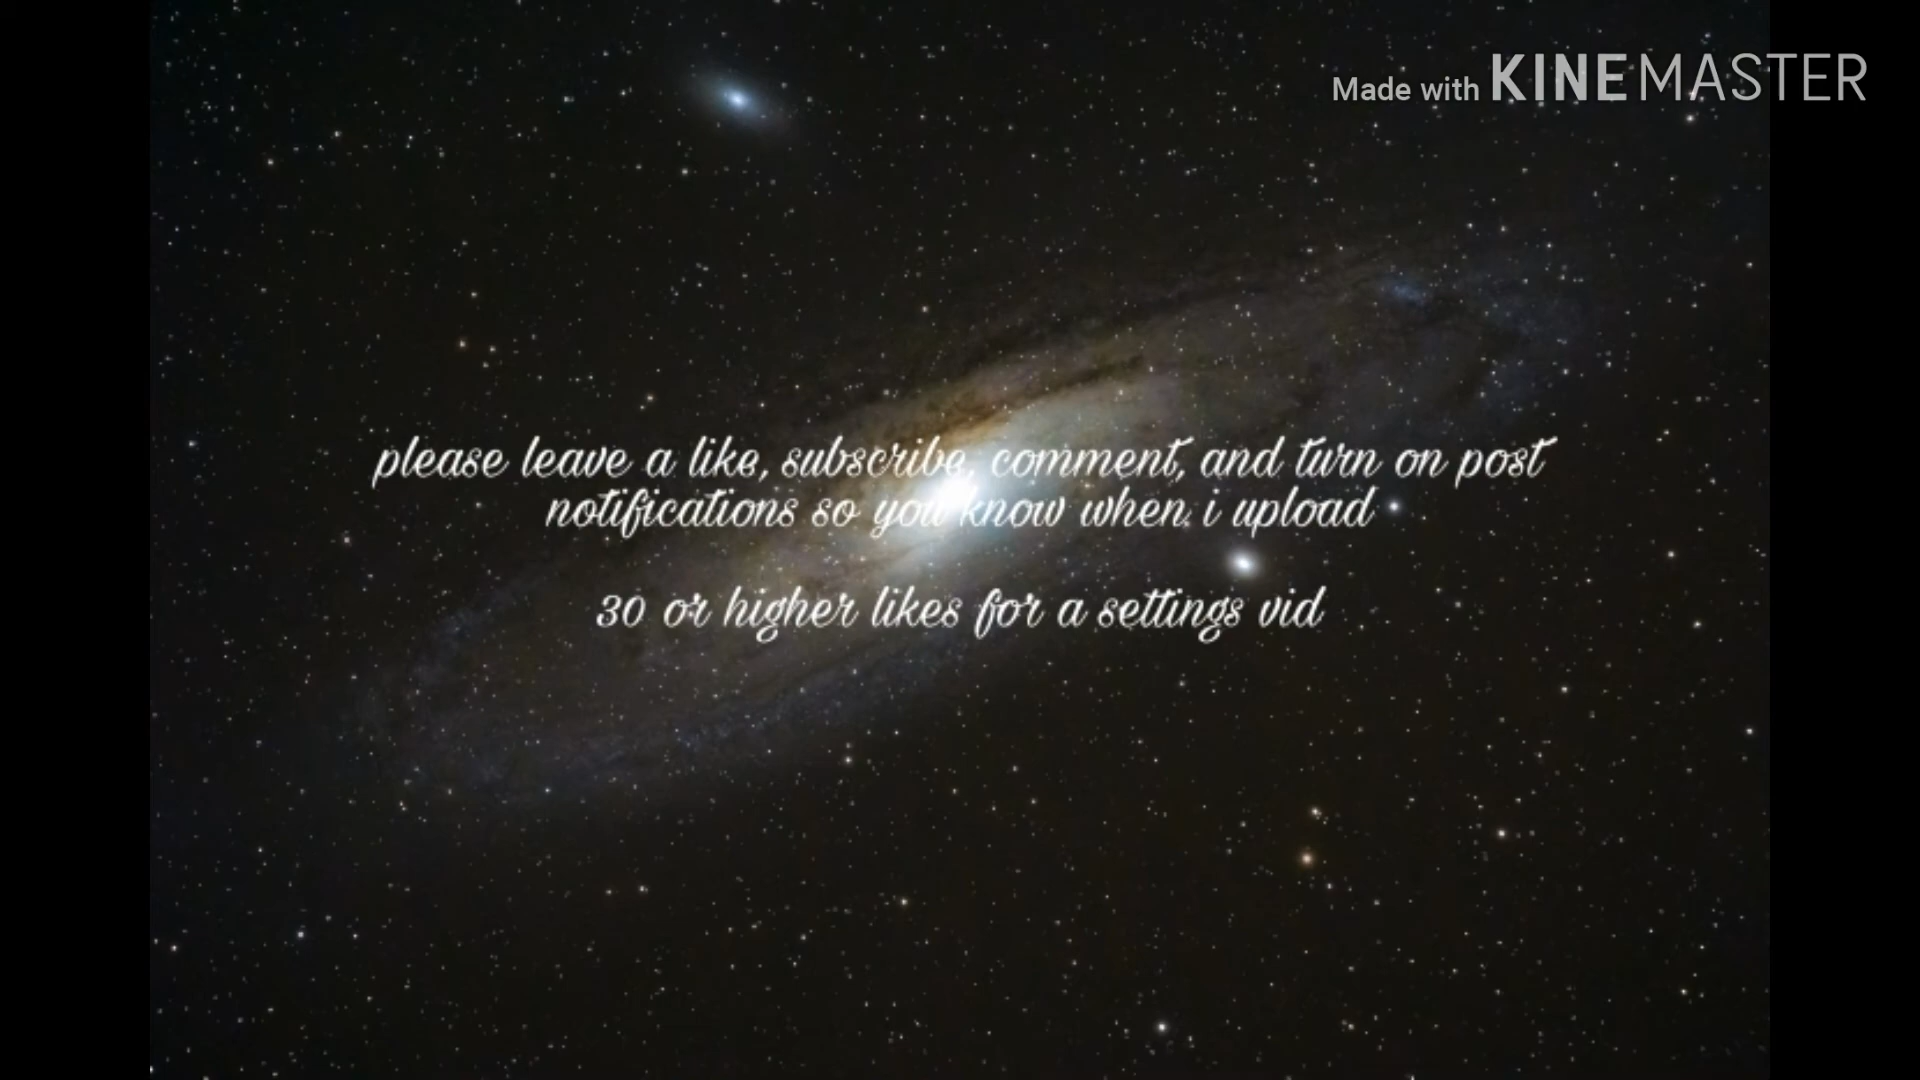 Made with KINEMASTER
please leave a like, subscribe, comment, and turn on post
notifications so you know when i upload
30 or higher likes for a settings vid